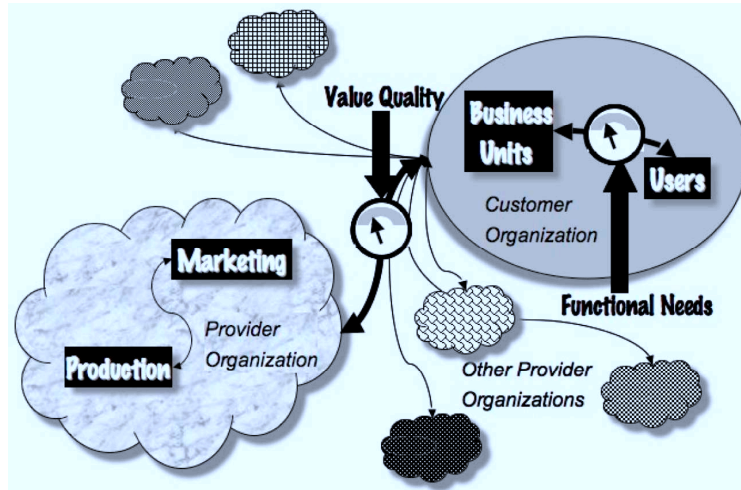 Value Quality
Business
Units
Users
Customer
Organization
Functional Needs
Marketing
Provider
Organization
Production
Other Provider
Organizations